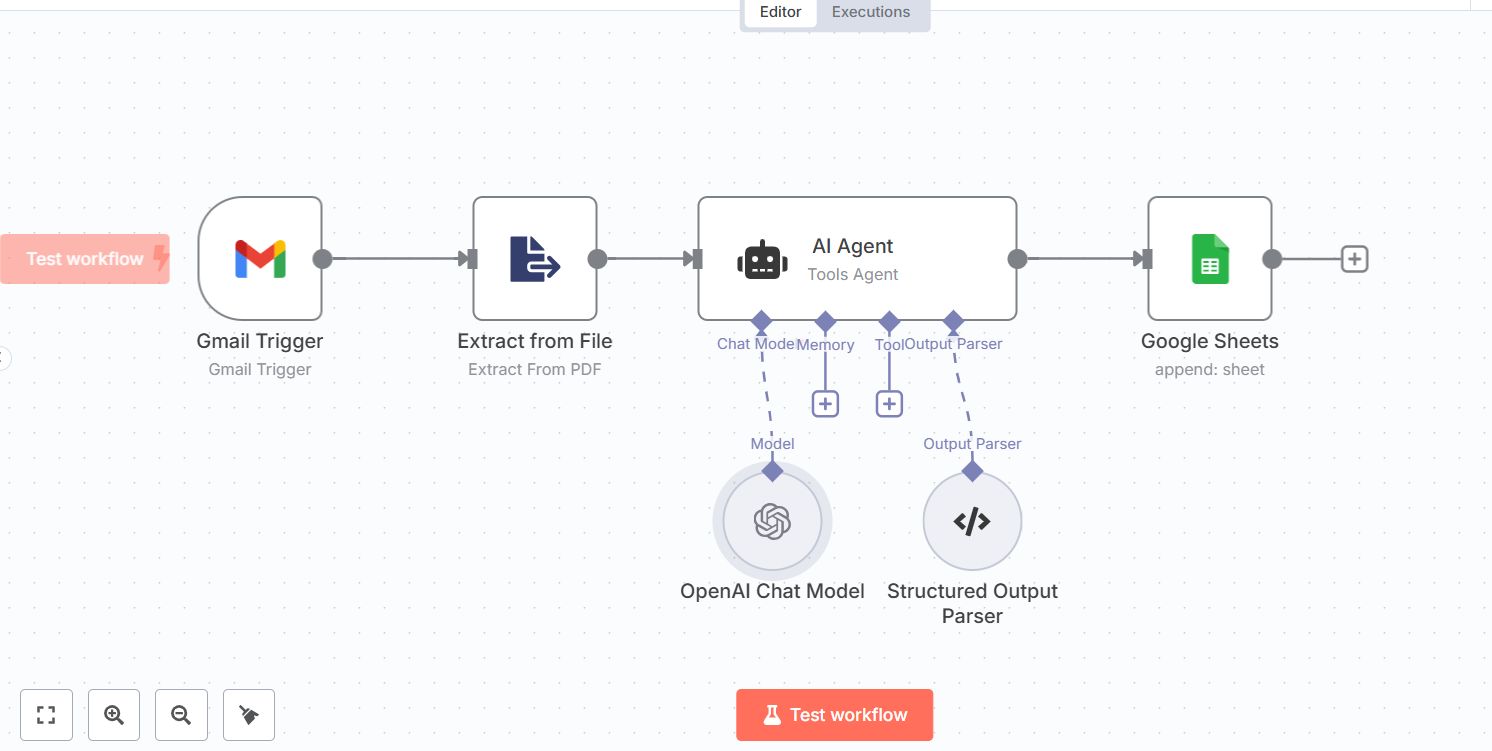 Editor Executions
Test workflow
Gmail Trigger
Gmail Trigger
Extract from File
Extract From PDF
AI Agent
Tools Agent
Chat Mode
Memory
Tool
Output Parser
Google Sheets
append: sheet
Model
Output Parser
OpenAI Chat Model
Structured Output
Parser
Test workflow